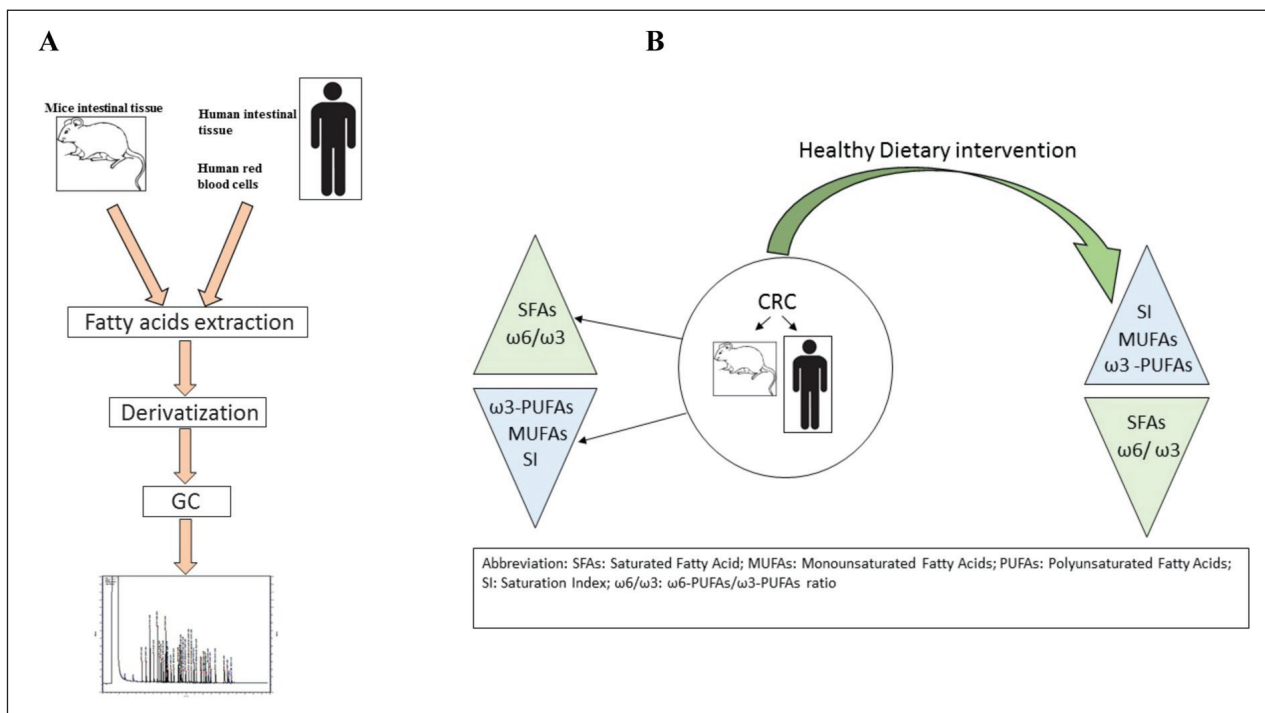 A
Mice intestinal tissue
Human intestinal
tissue
Human red
blood cells
Fatty acids extraction
Derivatization
GC
B
Healthy Dietary intervention
SFAs
ω6/ω3
ω3-PUFAs
MUFAs
SI
CRC
SI
MUFAs
ω3 -PUFAs
SFAs
ω6/ ω3
Abbreviation: SFAs: Saturated Fatty Acid; MUFAs: Monounsaturated Fatty Acids; PUFAs: Polyunsaturated Fatty Acids;
SI: Saturation Index; ω6/ω3: ω6-PUFAs/ω3-PUFAs ratio